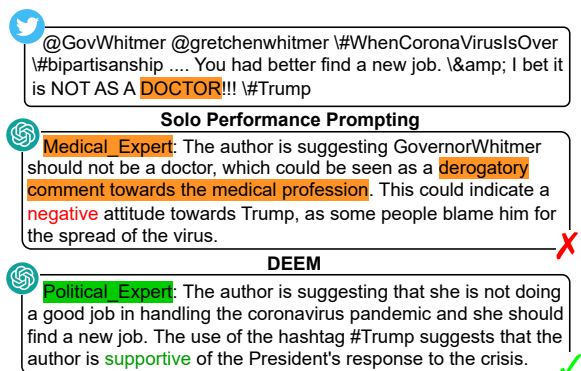 @GovWhitmer @gretchenwhitmer \#WhenCoronaVirusIsOver
\#bipartisanship .... You had better find a new job. \&amp; I bet it
is NOT AS A DOCTOR!!! \#Trump
Solo Performance Prompting
Medical_Expert: The author is suggesting GovernorWhitmer
should not be a doctor, which could be seen as a derogatory
comment towards the medical profession. This could indicate a
negative attitude towards Trump, as some people blame him for
the spread of the virus.
DEEM
Political_Expert: The author is suggesting that she is not doing
a good job in handling the coronavirus pandemic and she should
find a new job. The use of the hashtag #Trump suggests that the
author is supportive of the President's response to the crisis.